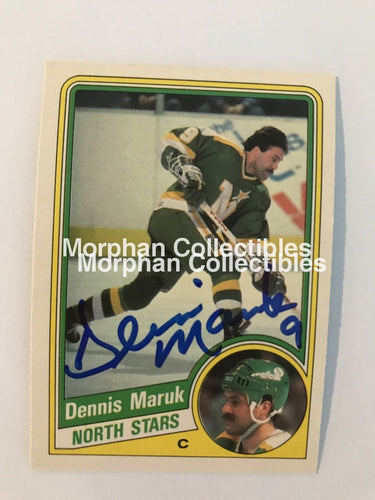 Morphan Collectibles
Morphan Collectibles
Dennis Maruk 9
Dennis Maruk
NORTH STARS
C